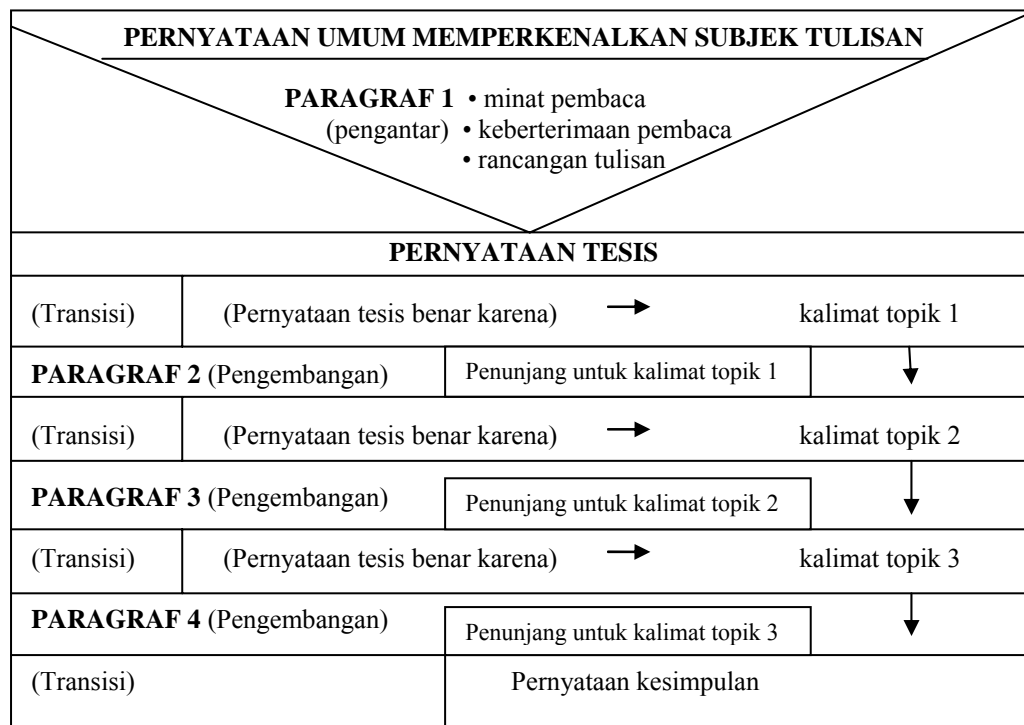 PERNYATAAN UMUM MEMPERKENALKAN SUBJEK TULISAN
PARAGRAF 1 • minat pembaca
(pengantar) • keberterimaan pembaca
• rancangan tulisan
PERNYATAAN TESIS
(Transisi) (Pernyataan tesis benar karena) kalimat topik 1
PARAGRAF 2 (Pengembangan) Penunjang untuk kalimat topik 1
(Transisi) (Pernyataan tesis benar karena) kalimat topik 2
PARAGRAF 3 (Pengembangan) Penunjang untuk kalimat topik 2
(Transisi) (Pernyataan tesis benar karena) kalimat topik 3
PARAGRAF 4 (Pengembangan) Penunjang untuk kalimat topik 3
(Transisi) Pernyataan kesimpulan